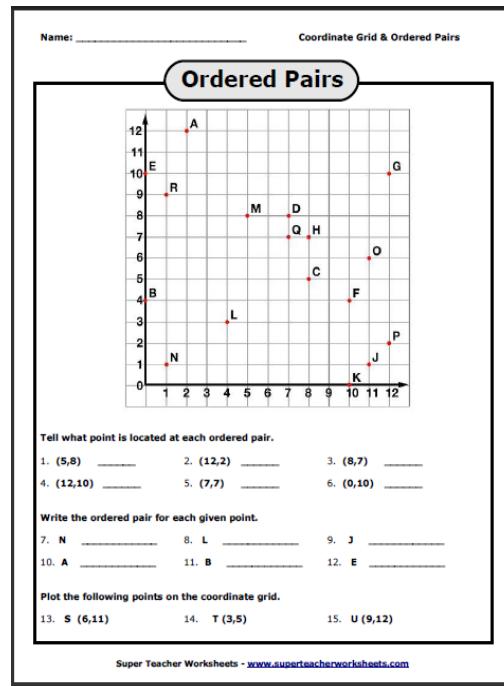 Name: ______________________ Coordinate Grid & Ordered Pairs
Ordered Pairs
12 A
11
10 E G
9 R
8 M D
7 Q H
6 O
5 C
4 B F
3 L
2 P
1 N J
0 K
1 2 3 4 5 6 7 8 9 10 11 12
Tell what point is located at each ordered pair.
1. (5,8) ______ 2. (12,2) ______ 3. (8,7) ______
4. (12,10) ______ 5. (7,7) ______ 6. (0,10) ______
Write the ordered pair for each given point.
7. N ____________ 8. L ____________ 9. J ____________
10. A ____________ 11. B ____________ 12. E ____________
Plot the following points on the coordinate grid.
13. S (6,11) 14. T (3,5) 15. U (9,12)
Super Teacher Worksheets - www.superteacherworksheets.com